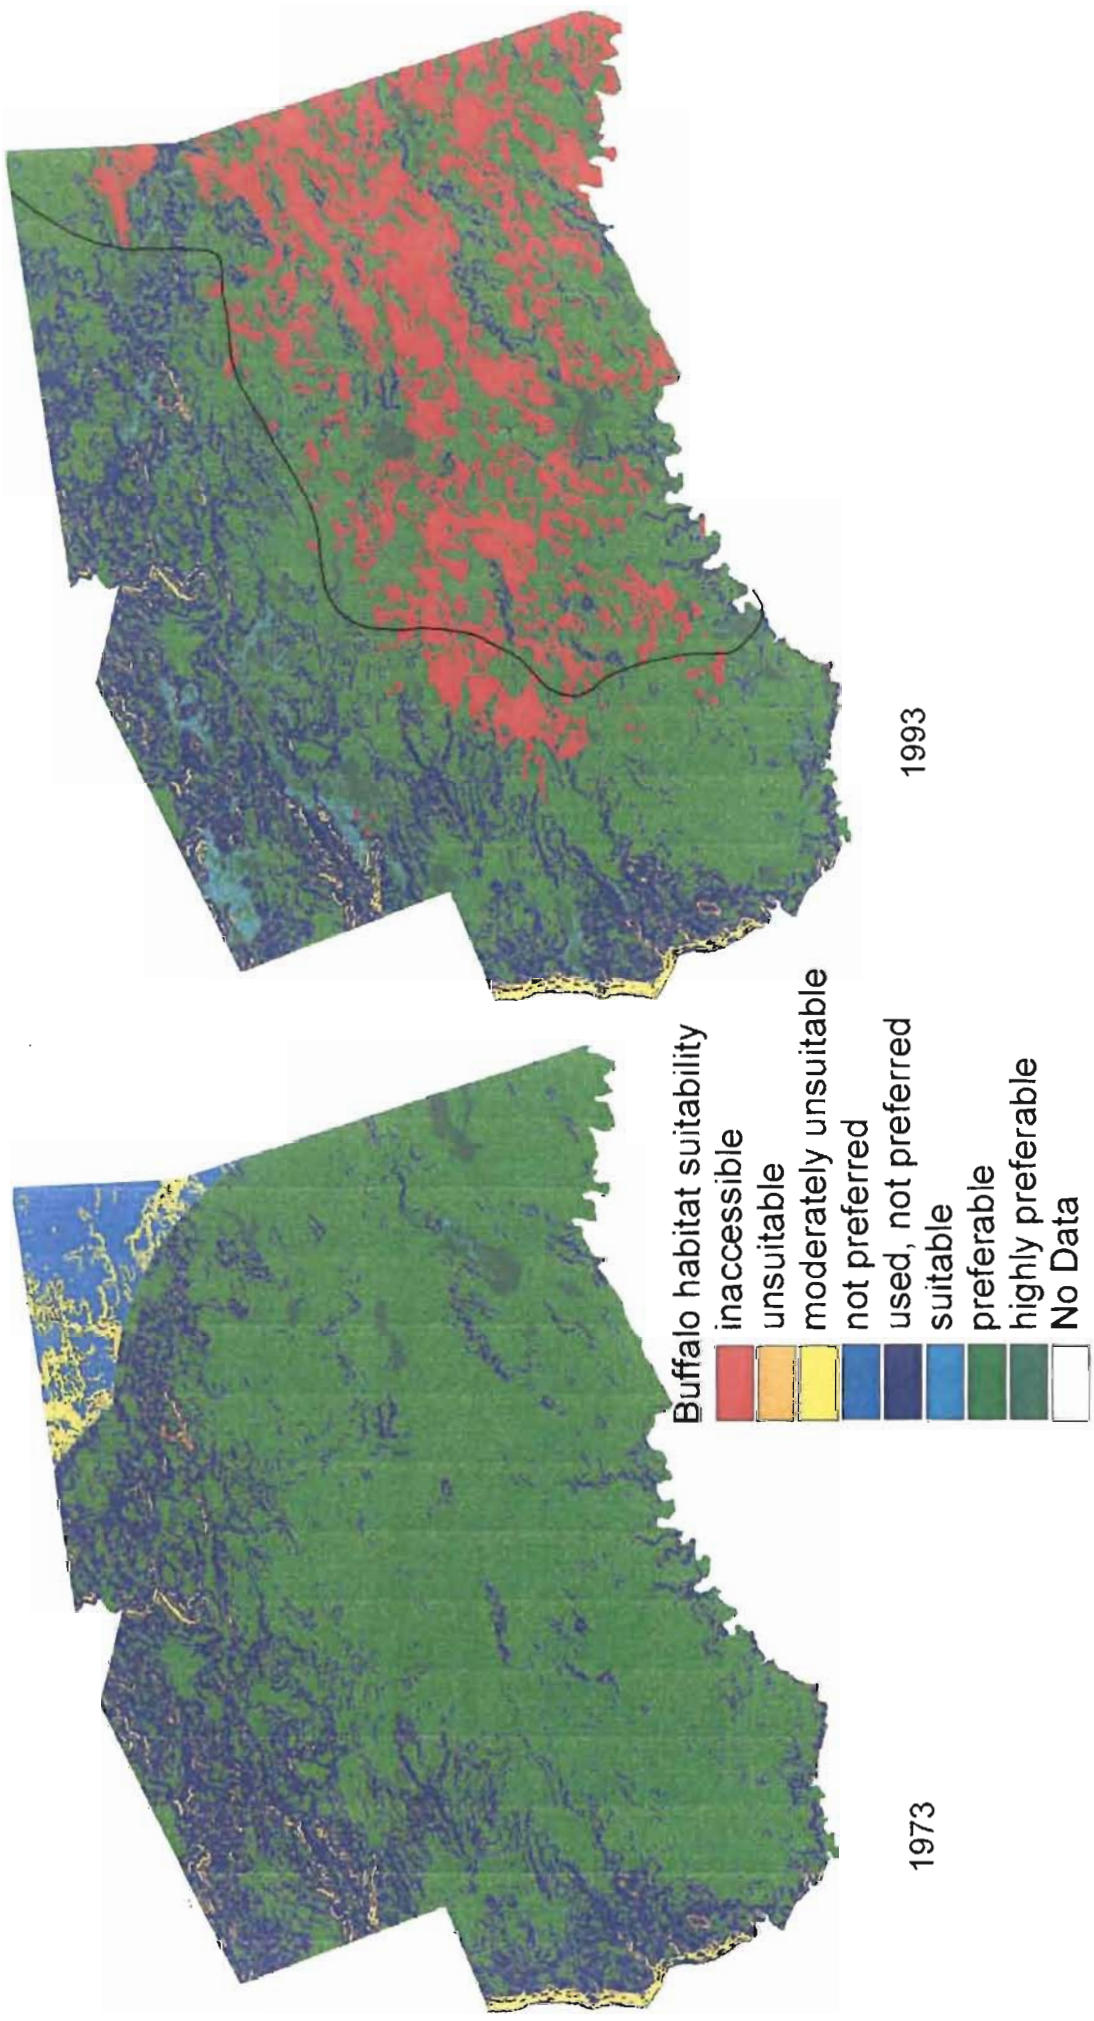 1973
1993
Buffalo habitat suitability
inaccessible
unsuitable
moderately unsuitable
not preferred
used, not preferred
suitable
preferable
highly preferable
No Data